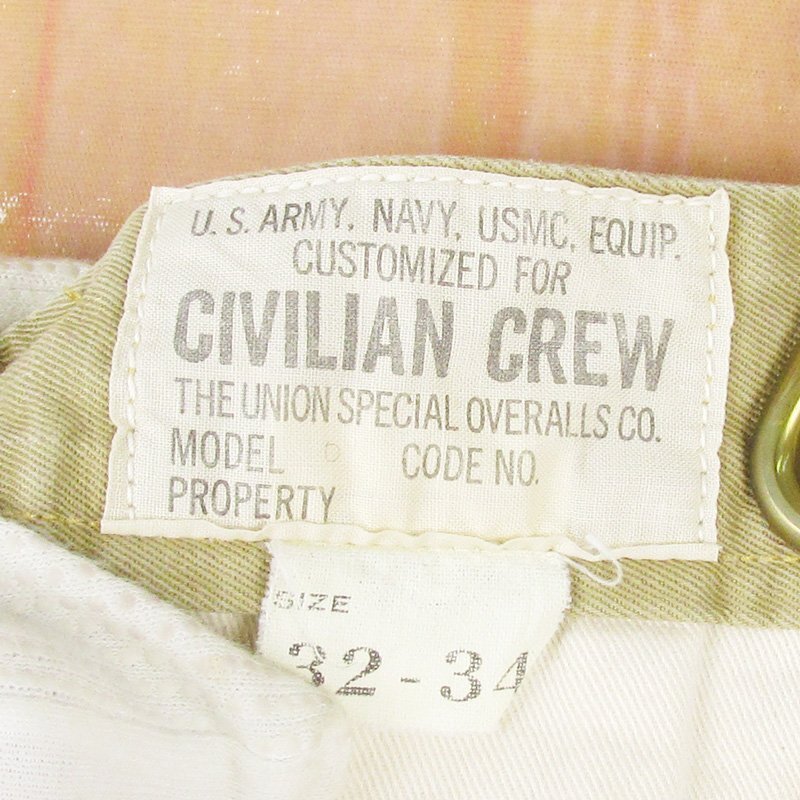 U.S. ARMY, NAVY, USMC, EQUIP.
CUSTOMIZED FOR
CIVILIAN CREW
THE UNION SPECIAL OVERALLS CO.
MODEL CODE NO.
PROPERTY
SIZE
32-34